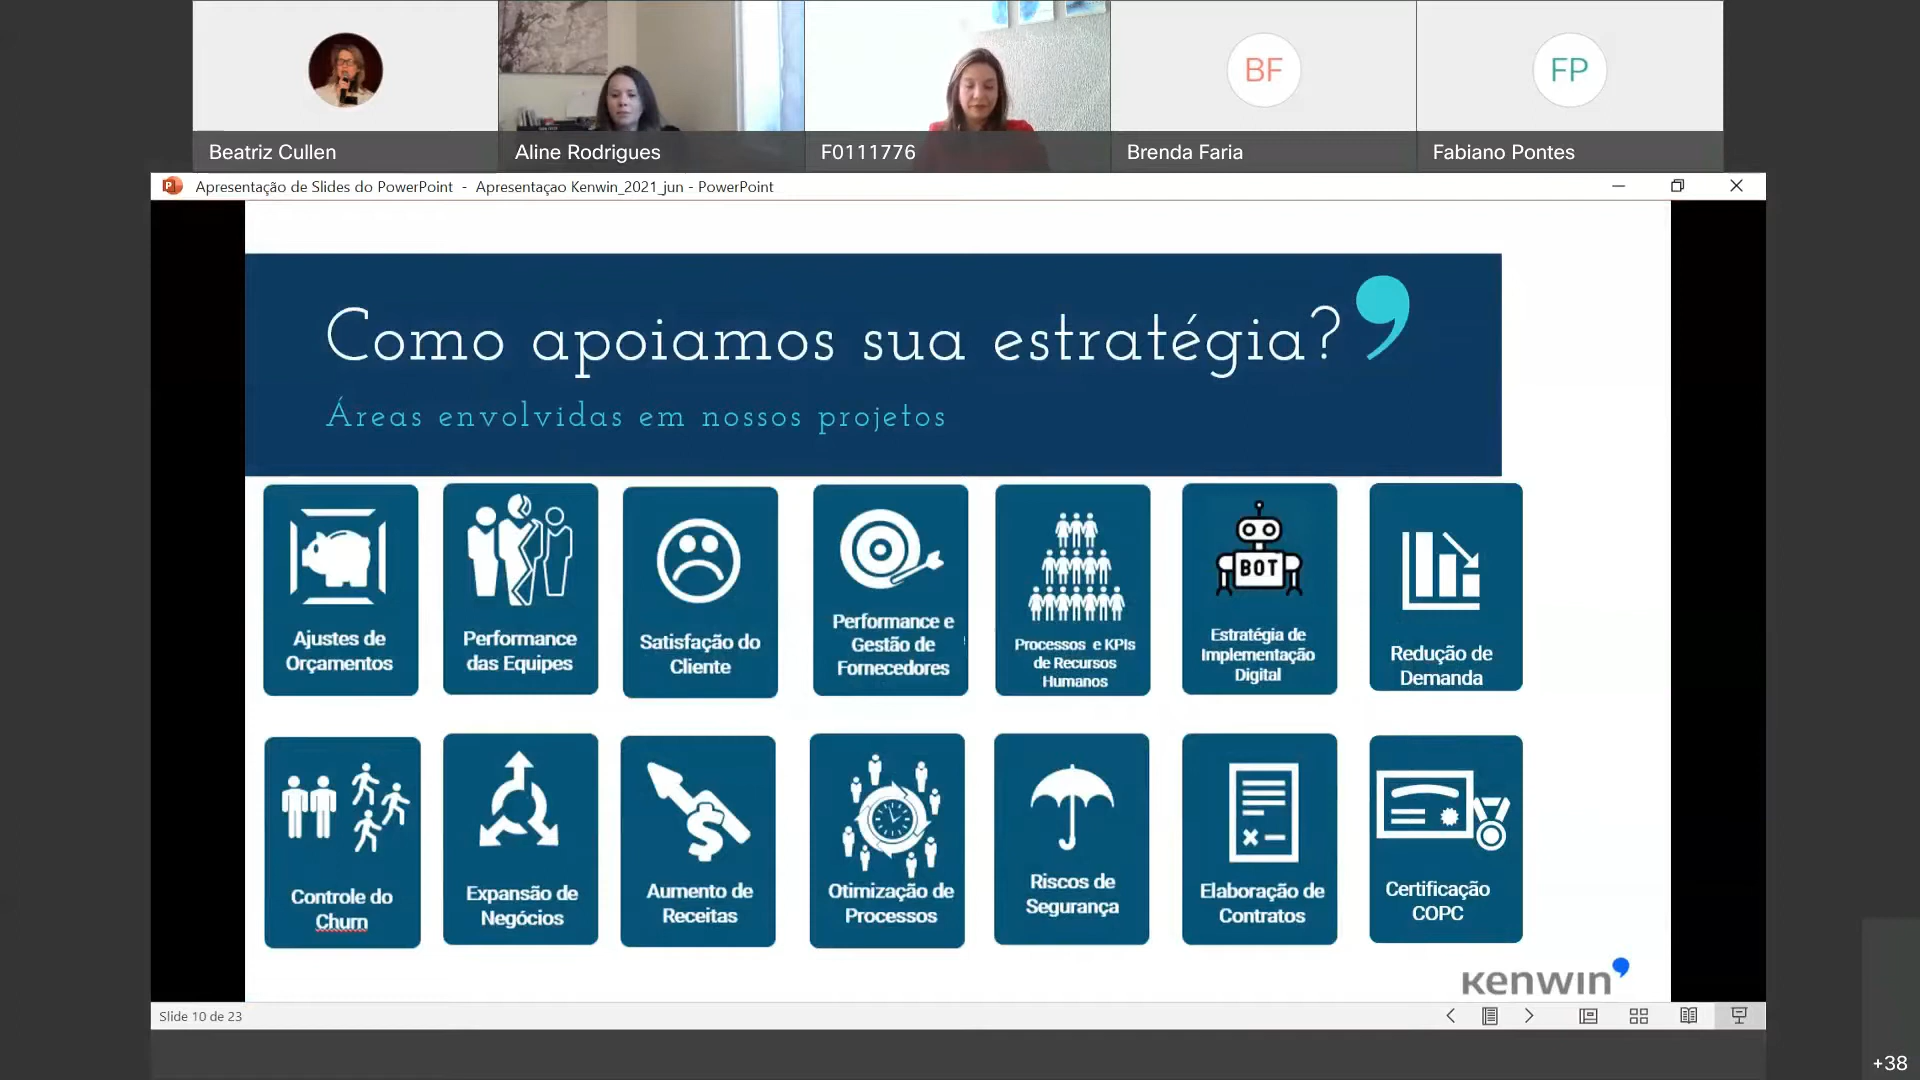 BF
FP
Beatriz Cullen
Aline Rodrigues
F0111776
Brenda Faria
Fabiano Pontes
Apresentação de Slides do PowerPoint - Apresentaçao Kenwin_2021_jun - PowerPoint
Como apoiamos sua estratégia?
Áreas envolvidas em nossos projetos
Ajustes de
Orçamentos
Performance
das Equipes
Satisfação do
Cliente
Performance e
Gestão de
Fornecedores
Processos e KPIs
de Recursos
Humanos
BOT
Estratégia de
Implementação
Digital
Redução de
Demanda
Controle do
Churn
Expansão de
Negócios
$
Aumento de
Receitas
Otimização de
Processos
Riscos de
Segurança
Elaboração de
Contratos
Certificação
COPC
kenwin
Slide 10 de 23
+38